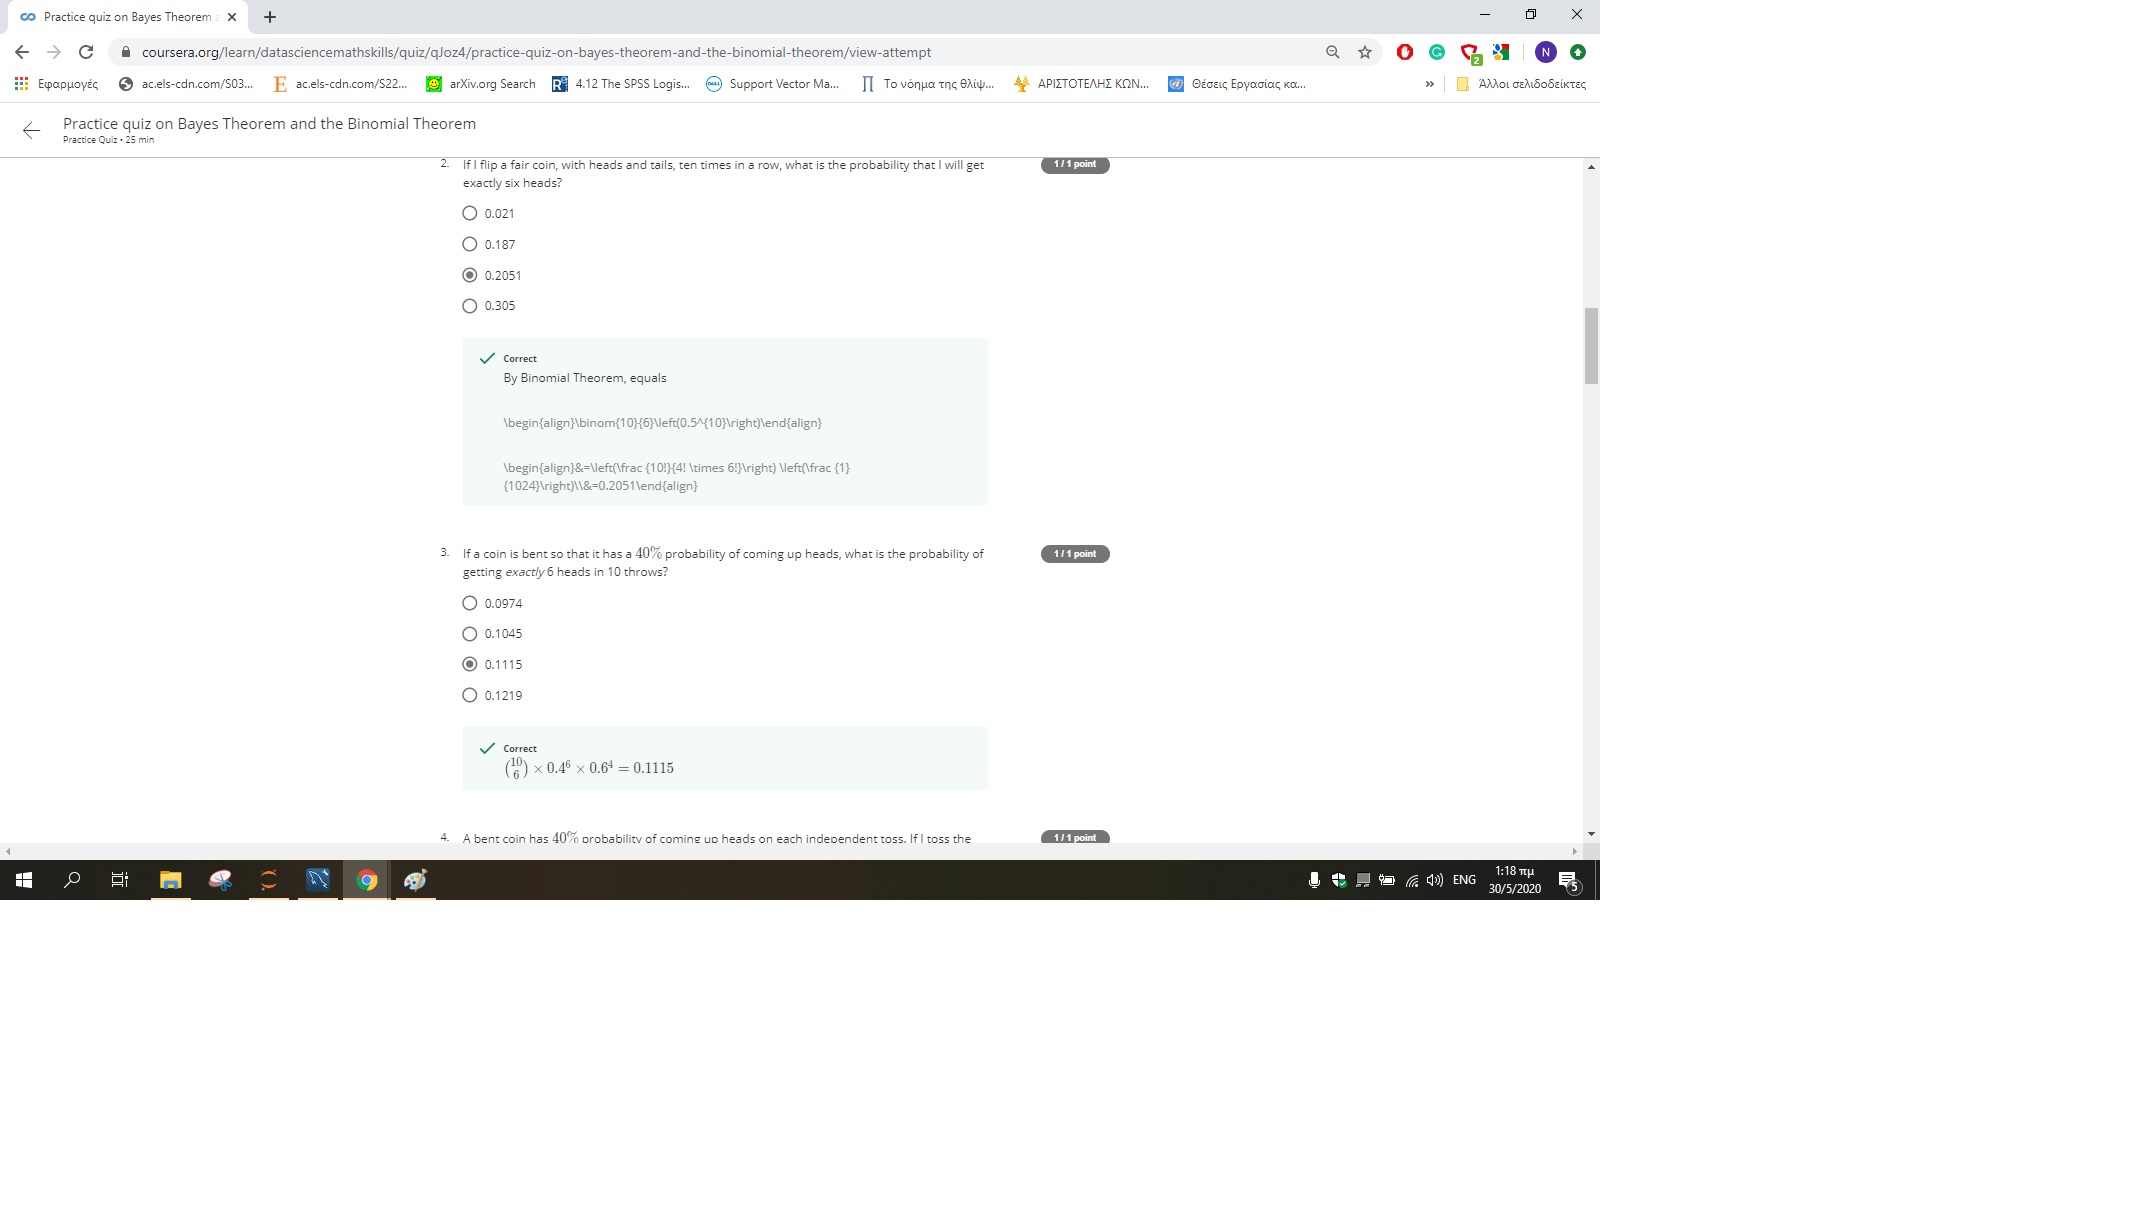 Practice quiz on Bayes Theorem a
coursera.org/learn/datasciencemathskills/quiz/qJoz4/practice-quiz-on-bayes-theorem-and-the-binomial-theorem/view-attempt
G
2
N
Εφαρμογές ac.els-cdn.com/S03... E ac.els-cdn.com/S22... arXiv.org Search 4.12 The SPSS Logis... DELL Support Vector Ma... Π Το νόημα της θλίψ... ΑΡΙΣΤΟΤΕΛΗΣ ΚΩΝ... Θέσεις Εργασίας κα... » Άλλοι σελιδοδείκτες
Practice quiz on Bayes Theorem and the Binomial Theorem
Practice Quiz • 25 min
2. If I flip a fair coin, with heads and tails, ten times in a row, what is the probability that I will get 1 / 1 point
exactly six heads?
0.021
0.187
0.2051
0.305
Correct
By Binomial Theorem, equals
\begin{align}\binom{10}{6}\left(0.5^{10}\right)\end{align}
\begin{align}&=\left(\frac {10!}{4! \times 6!}\right) \left(\frac {1}
{1024}\right)\\&=0.2051\end{align}
3. If a coin is bent so that it has a 40% probability of coming up heads, what is the probability of 1 / 1 point
getting exactly 6 heads in 10 throws?
0.0974
0.1045
0.1115
0.1219
Correct
(10 6) × 0.4⁶ × 0.6⁴ = 0.1115
4. A bent coin has 40% probability of coming up heads on each independent toss. If I toss the 1 / 1 point
ENG
1:18 πμ
30/5/2020
5